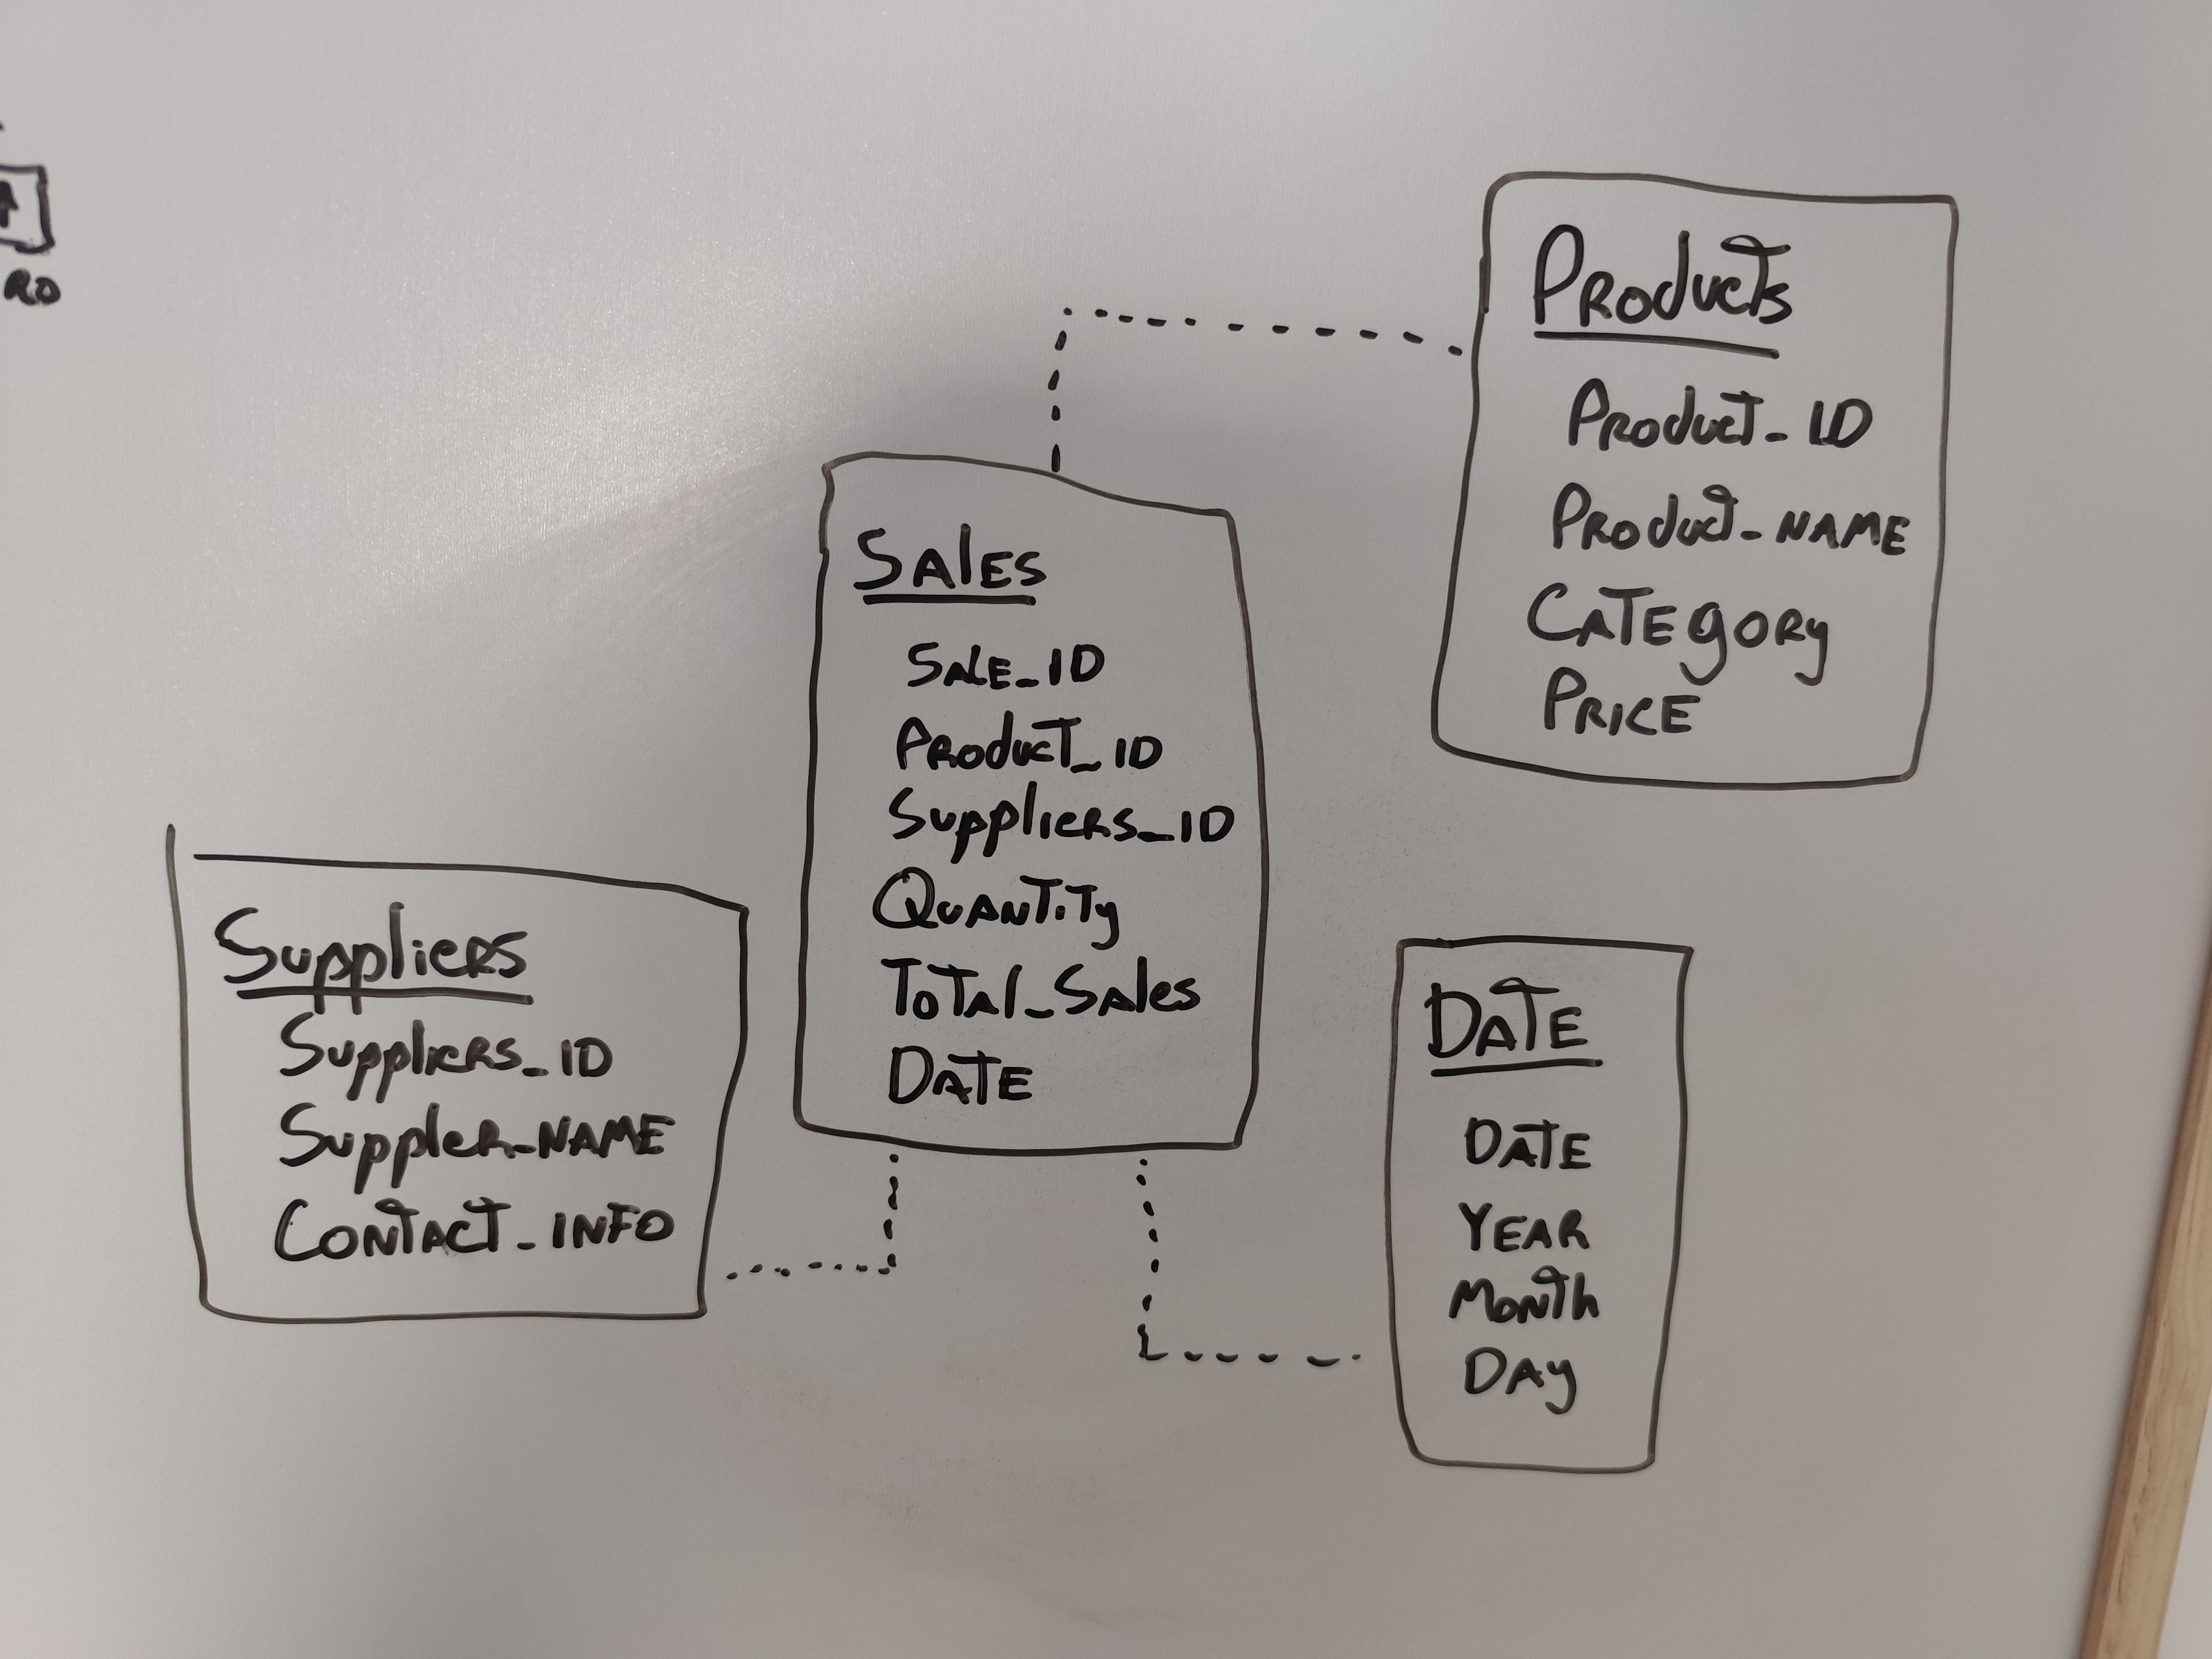 RO
Products
Product_ID
Product_NAME
CATEgORy
PRICE
SAlES
SALE_ID
PRoduct_ID
Suppliers_ID
QuANTiTy
ToTAl_SAles
DATE
Suppliers
Suppliers_ID
Suppler_NAME
CONTACT_INFO
DATE
DATE
YEAR
MONTh
DAy